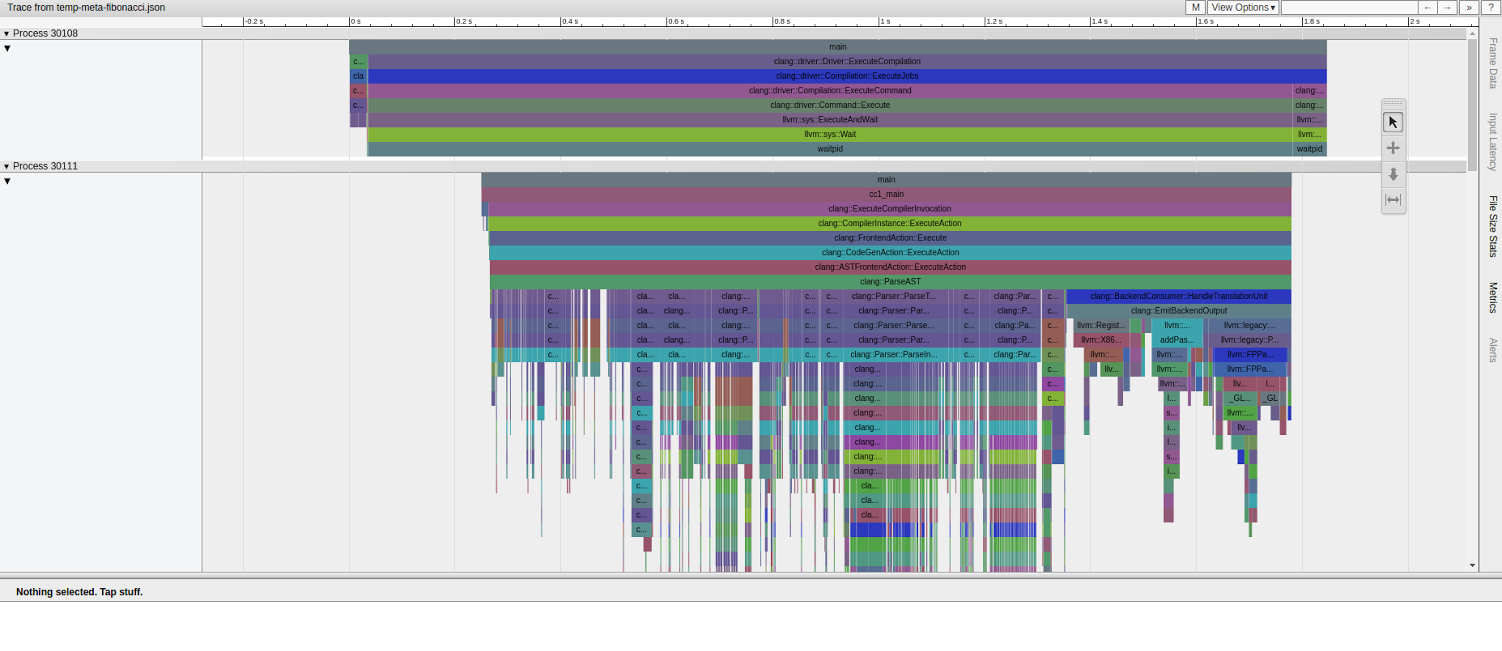 Trace from temp-meta-fibonacci.json M View Options▾ ← → » ?
-0.2 s 0 s 0.2 s 0.4 s 0.6 s 0.8 s 1 s 1.2 s 1.4 s 1.6 s 1.8 s 2 s
▾ Process 30108
▼ main
c... clang::driver::Driver::ExecuteCompilation
cla clang::driver::Compilation::ExecuteJobs
c... clang::driver::Compilation::ExecuteCommand clang:...
c... clang::driver::Command::Execute clang:...
llvm::sys::ExecuteAndWait llvm::...
llvm::sys::Wait llvm:...
waitpid waitpid
▾ Process 30111
▼ main
cc1_main
clang::ExecuteCompilerInvocation
clang::CompilerInstance::ExecuteAction
clang::FrontendAction::Execute
clang::CodeGenAction::ExecuteAction
clang::ASTFrontendAction::ExecuteAction
clang::ParseAST
c... cla... cla... clang:... c... c... clang::Parser::ParseT... c... clang::Par... c... clang::BackendConsumer::HandleTranslationUnit
c... cla... clang... clang::P... c... c... clang::Parser::Par... c... clang::P... c... clang::EmitBackendOutput
c... cla... cla... clang:... c... c... clang::Parser::Parse... c... clang::Pa... c... llvm::Regist... llvm::... llvm::legacy:...
c... cla... clang... clang::P... c... c... clang::Parser::Par... c... clang::P... c... llvm::X86... addPas... llvm::legacy::P...
c... cla... cla... clang:... c... c... clang::Parser::ParseIn... c... clang::Par... c... llvm::... llvm:... llvm::FPPa...
c... clang... c... llv... llvm::... llvm::FPPa...
c... clang:... c... llvm::... llv... l...
c... clang... c... l... _GL... _GL
c... clang... s... llvm::...
c... clang... i... llv...
c... clang... l...
c... clang:... s...
c... clang:... i...
c... cla...
c... cla...
c... cla...
c...
Nothing selected. Tap stuff.
Frame Data
Input Latency
File Size Stats
Metrics
Alerts